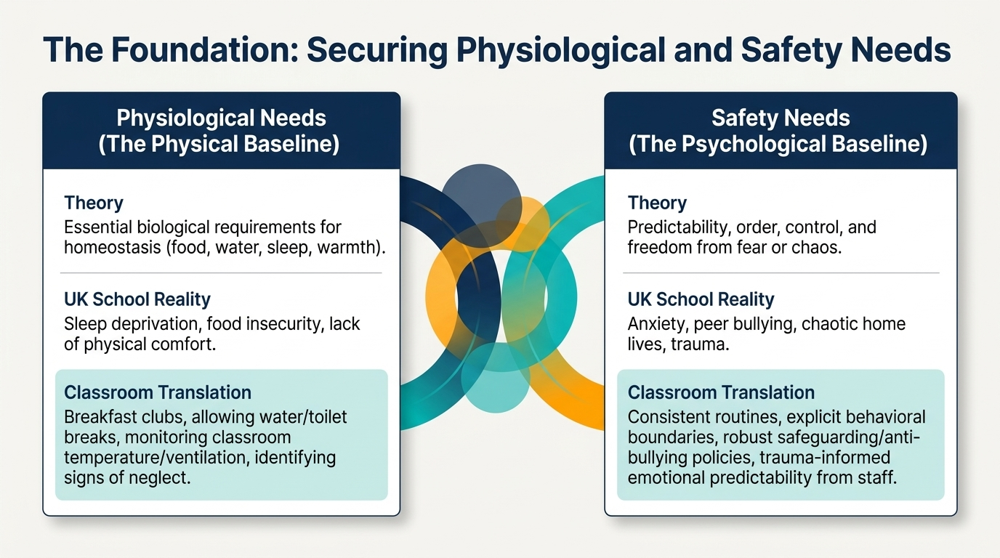 The Foundation: Securing Physiological and Safety Needs
Physiological Needs
(The Physical Baseline)
Theory
Essential biological requirements for
homeostasis (food, water, sleep, warmth).
UK School Reality
Sleep deprivation, food insecurity, lack
of physical comfort.
Classroom Translation
Breakfast clubs, allowing water/toilet
breaks, monitoring classroom
temperature/ventilation, identifying
signs of neglect.
Safety Needs
(The Psychological Baseline)
Theory
Predictability, order, control, and
freedom from fear or chaos.
UK School Reality
Anxiety, peer bullying, chaotic home
lives, trauma.
Classroom Translation
Consistent routines, explicit behavioral
boundaries, robust safeguarding/anti-
bullying policies, trauma-informed
emotional predictability from staff.